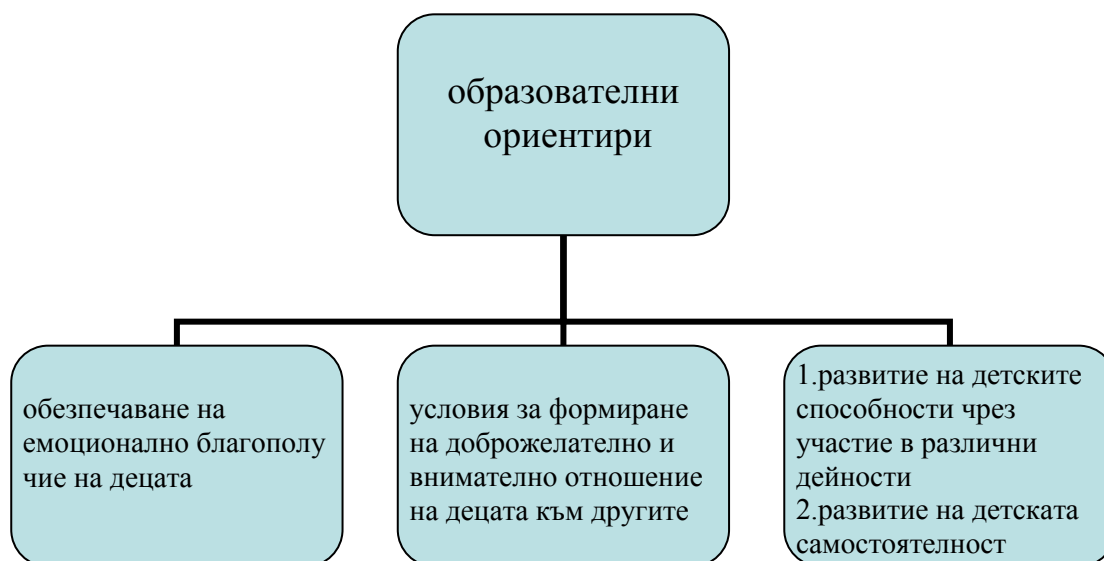 образователни
ориентири
обезпечаване на
емоционално благополу
чие на децата
условия за формиране
на доброжелателно и
внимателно отношение
на децата към другите
1.развитие на детските
способности чрез
участие в различни
дейности
2.развитие на детската
самостоятелност